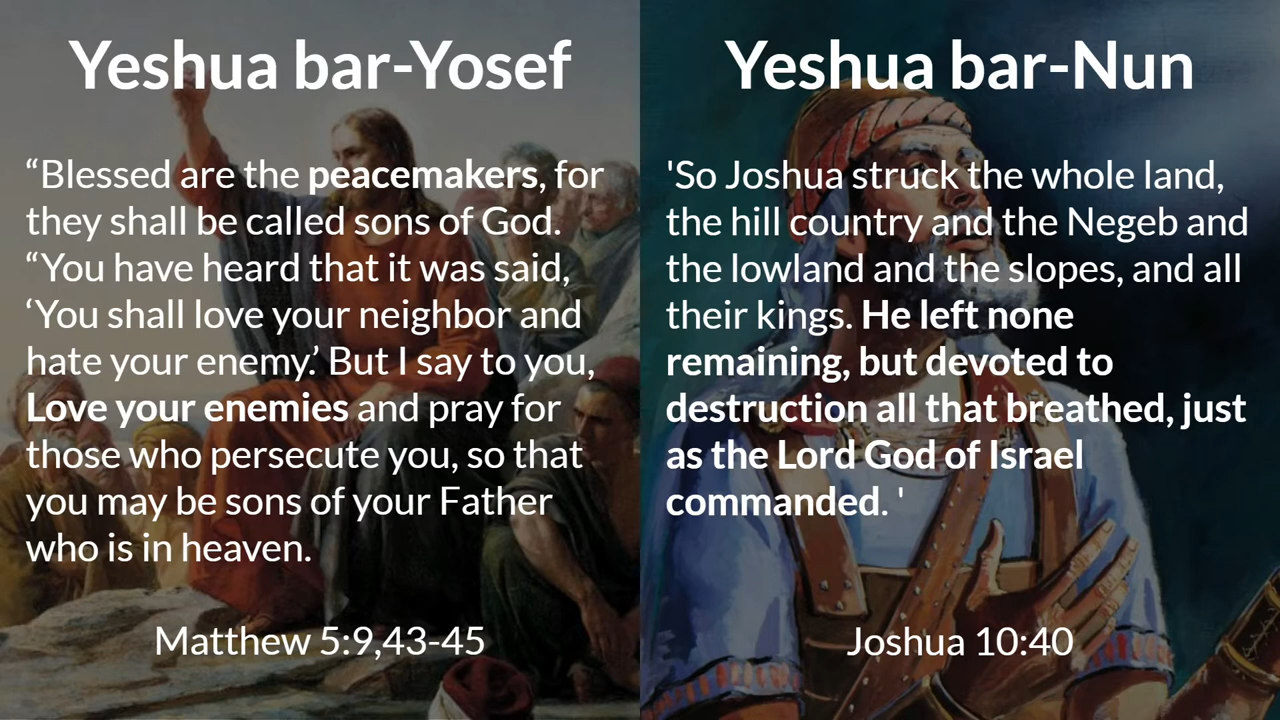 Yeshua bar-Yosef
“Blessed are the peacemakers, for
they shall be called sons of God.
“You have heard that it was said,
‘You shall love your neighbor and
hate your enemy.’ But I say to you,
Love your enemies and pray for
those who persecute you, so that
you may be sons of your Father
who is in heaven.
Matthew 5:9,43-45
Yeshua bar-Nun
'So Joshua struck the whole land,
the hill country and the Negeb and
the lowland and the slopes, and all
their kings. He left none
remaining, but devoted to
destruction all that breathed, just
as the Lord God of Israel
commanded. '
Joshua 10:40